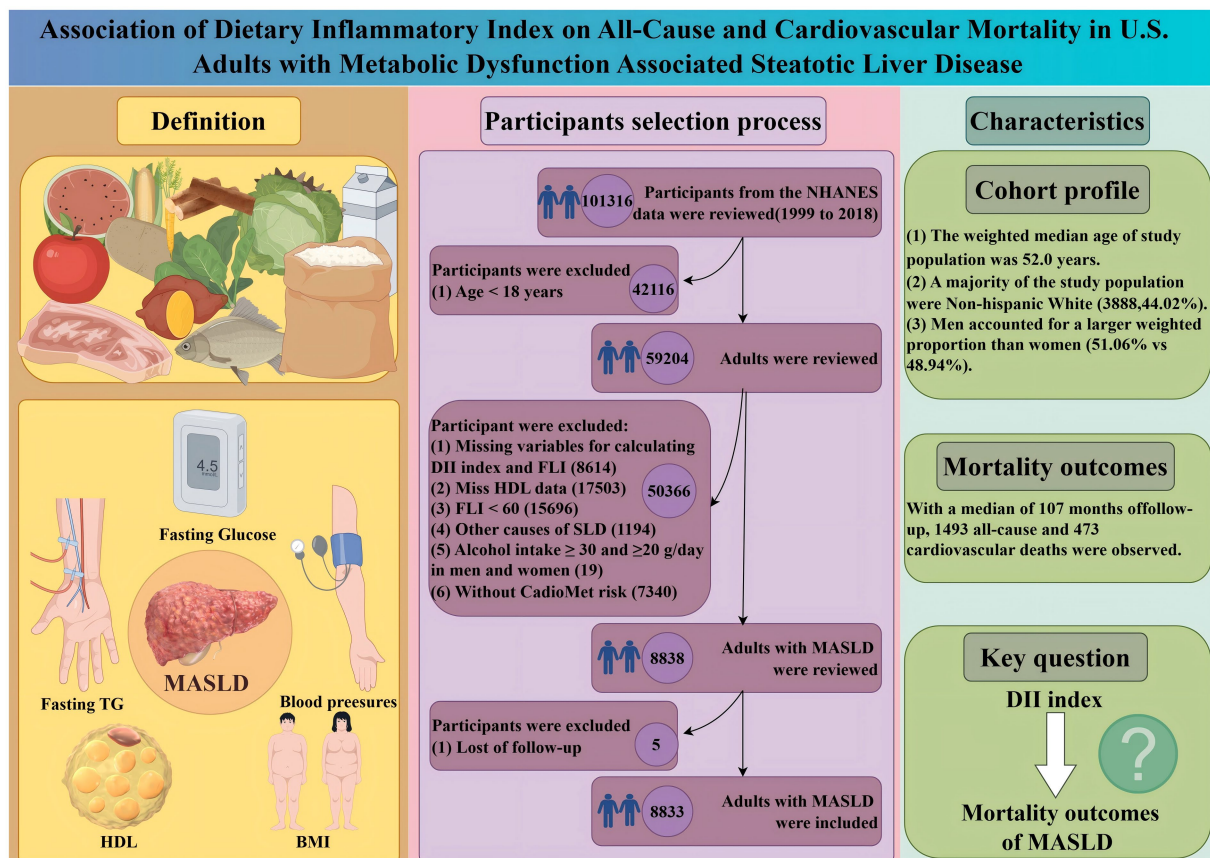 Association of Dietary Inflammatory Index on All-Cause and Cardiovascular Mortality in U.S.
Adults with Metabolic Dysfunction Associated Steatotic Liver Disease
Definition
4.5
Fasting Glucose
MASLD
Fasting TG
Blood preesures
HDL
BMI
Participants selection process
101316
Participants from the NHANES
data were reviewed(1999 to 2018)
Participants were excluded
(1) Age < 18 years
42116
59204
Adults were reviewed
Participant were excluded:
(1) Missing variables for calculating
DII index and FLI (8614)
(2) Miss HDL data (17503)
(3) FLI < 60 (15696)
(4) Other causes of SLD (1194)
(5) Alcohol intake ≥ 30 and ≥20 g/day
in men and women (19)
(6) Without CadioMet risk (7340)
50366
8838
Adults with MASLD
were reviewed
Participants were excluded
(1) Lost of follow-up
5
8833
Adults with MASLD
were included
Characteristics
Cohort profile
(1) The weighted median age of study
population was 52.0 years.
(2) A majority of the study population
were Non-hispanic White (3888,44.02%).
(3) Men accounted for a larger weighted
proportion than women (51.06% vs
48.94%).
Mortality outcomes
With a median of 107 months offollow-
up, 1493 all-cause and 473
cardiovascular deaths were observed.
Key question
DII index
?
Mortality outcomes
of MASLD